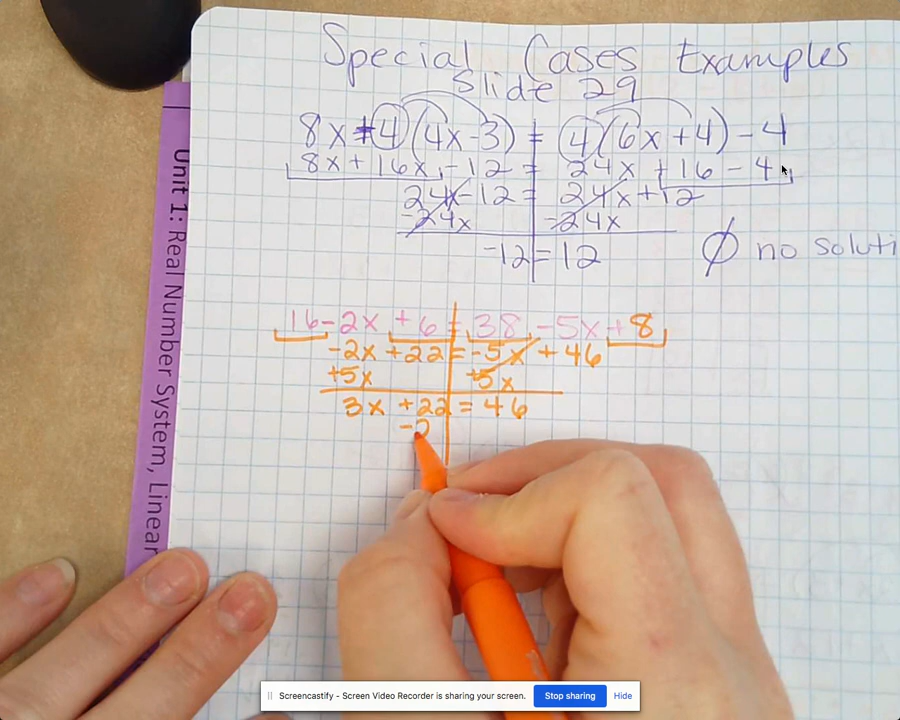 Special Cases Examples
Slide 29
8x+4(4x-3) = 4(6x+4)-4
8x+16x-12 = 24x+16-4
24x-12 = 24x+12
-24x -24x
-12 = 12 Ø no soluti
16-2x+6 = 38-5x+8
-2x+22 = -5x+46
+5x +5x
3x+22 = 46
-2
Unit 1: Real Number System, Linear
Screencastify - Screen Video Recorder is sharing your screen. Stop sharing Hide